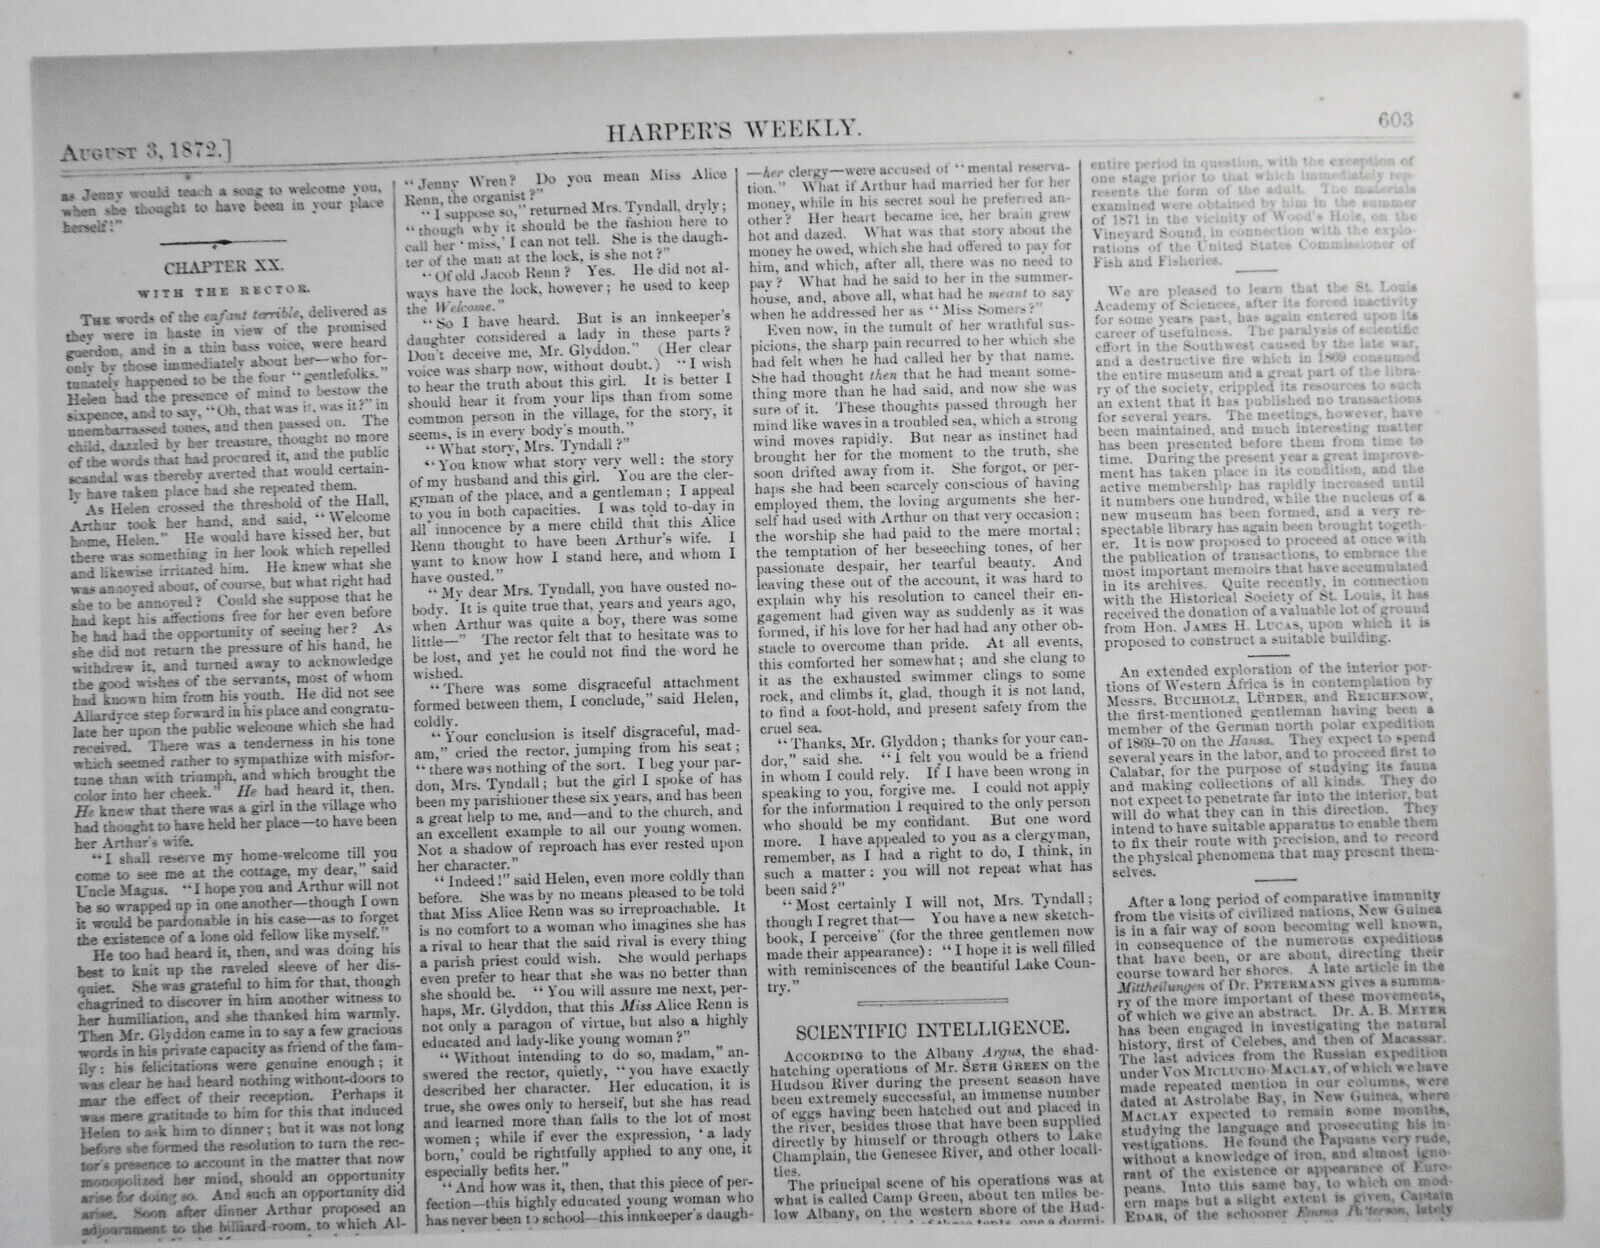 AUGUST 3, 1872.]
HARPER'S WEEKLY.
603
as Jenny would teach a song to welcome you,
when she thought to have been in your place
herself!"
CHAPTER XX.
WITH THE RECTOR.
THE words of the enfant terrible, delivered as
they were in haste in view of the promised
guerdon, and in a thin bass voice, were heard
only by those immediately about her—who for-
tunately happened to be the four "gentlefolks."
Helen had the presence of mind to bestow the
sixpence, and to say, "Oh, that was it, was it?" in
unembarrassed tones, and then passed on. The
child, dazzled by her treasure, thought no more
of the words that had procured it, and the public
scandal was thereby averted that would certain-
ly have taken place had she repeated them.
As Helen crossed the threshold of the Hall,
Arthur took her hand, and said, "Welcome
home, Helen." He would have kissed her, but
there was something in her look which repelled
and likewise irritated him. He knew what she
was annoyed about, of course, but what right had
she to be annoyed? Could she suppose that he
had kept his affections free for her even before
he had had the opportunity of seeing her? As
she did not return the pressure of his hand, he
withdrew it, and turned away to acknowledge
the good wishes of the servants, most of whom
had known him from his youth. He did not see
Allardyce step forward in his place and congratu-
late her upon the public welcome which she had
received. There was a tenderness in his tone
which seemed rather to sympathize with misfor-
tune than with triumph, and which brought the
color into her cheek." He had heard it, then.
He knew that there was a girl in the village who
had thought to have held her place—to have been
her Arthur's wife.
"I shall reserve my home-welcome till you
come to see me at the cottage, my dear," said
Uncle Magus. "I hope you and Arthur will not
be so wrapped up in one another—though I own
it would be pardonable in his case—as to forget
the existence of a lone old fellow like myself."
He too had heard it, then, and was doing his
best to knit up the raveled sleeve of her dis-
quiet. She was grateful to him for that, though
chagrined to discover in him another witness to
her humiliation, and she thanked him warmly.
Then Mr. Glyddon came in to say a few gracious
words in his private capacity as friend of the fam-
ily: his felicitations were genuine enough; it
was clear he had heard nothing without-doors to
mar the effect of their reception. Perhaps it
was mere gratitude to him for this that induced
Helen to ask him to dinner; but it was not long
before she formed the resolution to turn the rec-
tor's presence to account in the matter that now
monopolized her mind, should an opportunity
arise for doing so. And such an opportunity did
arise. Soon after dinner Arthur proposed an
adjournment to the billiard-room, to which Al-
"Jenny Wren? Do you mean Miss Alice
Renn, the organist?"
"I suppose so," returned Mrs. Tyndall, dryly;
"though why it should be the fashion here to
call her 'miss,' I can not tell. She is the daugh-
ter of the man at the lock, is she not?"
"Of old Jacob Renn? Yes. He did not al-
ways have the lock, however; he used to keep
the Welcome."
"So I have heard. But is an innkeeper's
daughter considered a lady in these parts?
Don't deceive me, Mr. Glyddon." (Her clear
voice was sharp now, without doubt.) "I wish
to hear the truth about this girl. It is better I
should hear it from your lips than from some
common person in the village, for the story, it
seems, is in every body's mouth."
"What story, Mrs. Tyndall?"
"You know what story very well: the story
of my husband and this girl. You are the cler-
gyman of the place, and a gentleman; I appeal
to you in both capacities. I was told to-day in
all innocence by a mere child that this Alice
Renn thought to have been Arthur's wife. I
want to know how I stand here, and whom I
have ousted."
"My dear Mrs. Tyndall, you have ousted no-
body. It is quite true that, years and years ago,
when Arthur was quite a boy, there was some
little—" The rector felt that to hesitate was to
be lost, and yet he could not find the word he
wished.
"There was some disgraceful attachment
formed between them, I conclude," said Helen,
coldly.
"Your conclusion is itself disgraceful, mad-
am," cried the rector, jumping from his seat;
"there was nothing of the sort. I beg your par-
don, Mrs. Tyndall; but the girl I spoke of has
been my parishioner these six years, and has been
a great help to me, and—and to the church, and
an excellent example to all our young women.
Not a shadow of reproach has ever rested upon
her character."
"Indeed!" said Helen, even more coldly than
before. She was by no means pleased to be told
that Miss Alice Renn was so irreproachable. It
is no comfort to a woman who imagines she has
a rival to hear that the said rival is every thing
a parish priest could wish. She would perhaps
even prefer to hear that she was no better than
she should be. "You will assure me next, per-
haps, Mr. Glyddon, that this Miss Alice Renn is
not only a paragon of virtue, but also a highly
educated and lady-like young woman?"
"Without intending to do so, madam," an-
swered the rector, quietly, "you have exactly
described her character. Her education, it is
true, she owes only to herself, but she has read
and learned more than falls to the lot of most
women; while if ever the expression, 'a lady
born,' could be rightfully applied to any one, it
especially befits her."
"And how was it, then, that this piece of per-
fection—this highly educated young woman who
has never been to school—this innkeeper's daugh-
—her clergy—were accused of "mental reserva-
tion." What if Arthur had married her for her
money, while in his secret soul he preferred an-
other? Her heart became ice, her brain grew
hot and dazed. What was that story about the
money he owed, which she had offered to pay for
him, and which, after all, there was no need to
pay? What had he said to her in the summer-
house, and, above all, what had he meant to say
when he addressed her as "Miss Somers?"
Even now, in the tumult of her wrathful sus-
picions, the sharp pain recurred to her which she
had felt when he had called her by that name.
She had thought then that he had meant some-
thing more than he had said, and now she was
sure of it. These thoughts passed through her
mind like waves in a troubled sea, which a strong
wind moves rapidly. But near as instinct had
brought her for the moment to the truth, she
soon drifted away from it. She forgot, or per-
haps she had been scarcely conscious of having
employed them, the loving arguments she her-
self had used with Arthur on that very occasion;
the worship she had paid to the mere mortal;
the temptation of her beseeching tones, of her
passionate despair, her tearful beauty. And
leaving these out of the account, it was hard to
explain why his resolution to cancel their en-
gagement had given way as suddenly as it was
formed, if his love for her had had any other ob-
stacle to overcome than pride. At all events,
this comforted her somewhat; and she clung to
it as the exhausted swimmer clings to some
rock, and climbs it, glad, though it is not land,
to find a foot-hold, and present safety from the
cruel sea.
"Thanks, Mr. Glyddon; thanks for your can-
dor," said she. "I felt you would be a friend
in whom I could rely. If I have been wrong in
speaking to you, forgive me. I could not apply
for the information I required to the only person
who should be my confidant. But one word
more. I have appealed to you as a clergyman,
remember, as I had a right to do, I think, in
such a matter: you will not repeat what has
been said?"
"Most certainly I will not, Mrs. Tyndall;
though I regret that— You have a new sketch-
book, I perceive" (for the three gentlemen now
made their appearance): "I hope it is well filled
with reminiscences of the beautiful Lake Coun-
try."
SCIENTIFIC INTELLIGENCE.
ACCORDING to the Albany Argus, the shad-
hatching operations of Mr. SETH GREEN on the
Hudson River during the present season have
been extremely successful, an immense number
of eggs having been hatched out and placed in
the river, besides those that have been supplied
directly by himself or through others to Lake
Champlain, the Genesee River, and other locali-
ties.
The principal scene of his operations was at
what is called Camp Green, about ten miles be-
low Albany, on the western shore of the Hud-
entire period in question, with the exception of
one stage prior to that which immediately rep-
resents the form of the adult. The materials
examined were obtained by him in the summer
of 1871 in the vicinity of Wood's Hole, on the
Vineyard Sound, in connection with the explo-
rations of the United States Commissioner of
Fish and Fisheries.
We are pleased to learn that the St. Louis
Academy of Sciences, after its forced inactivity
for some years past, has again entered upon its
career of usefulness. The paralysis of scientific
effort in the Southwest caused by the late war,
and a destructive fire which in 1869 consumed
the entire museum and a great part of the libra-
ry of the society, crippled its resources to such
an extent that it has published no transactions
for several years. The meetings, however, have
been maintained, and much interesting matter
has been presented before them from time to
time. During the present year a great improve-
ment has taken place in its condition, and the
active membership has rapidly increased until
it numbers one hundred, while the nucleus of a
new museum has been formed, and a very re-
spectable library has again been brought togeth-
er. It is now proposed to proceed at once with
the publication of transactions, to embrace the
most important memoirs that have accumulated
in its archives. Quite recently, in connection
with the Historical Society of St. Louis, it has
received the donation of a valuable lot of ground
from Hon. JAMES H. LUCAS, upon which it is
proposed to construct a suitable building.
An extended exploration of the interior por-
tions of Western Africa is in contemplation by
Messrs. BUCHHOLZ, LÜHDER, and REICHENOW,
the first-mentioned gentleman having been a
member of the German north polar expedition
of 1869-70 on the Hansa. They expect to spend
several years in the labor, and to proceed first to
Calabar, for the purpose of studying its fauna
and making collections of all kinds. They do
not expect to penetrate far into the interior, but
will do what they can in this direction. They
intend to have suitable apparatus to enable them
to fix their route with precision, and to record
the physical phenomena that may present them-
selves.
After a long period of comparative immunity
from the visits of civilized nations, New Guinea
is in a fair way of soon becoming well known,
in consequence of the numerous expeditions
that have been, or are about, directing their
course toward her shores. A late article in the
Mittheilungen of Dr. PETERMANN gives a summa-
ry of the more important of these movements,
of which we give an abstract. Dr. A. B. MEYER
has been engaged in investigating the natural
history, first of Celebes, and then of Macassar.
The last advices from the Russian expedition
under VON MICLUCHO-MACLAY, of which we have
made repeated mention in our columns, were
dated at Astrolabe Bay, in New Guinea, where
MACLAY expected to remain some months,
studying the language and prosecuting his in-
vestigations. He found the Papuans very rude,
without a knowledge of iron, and almost igno-
rant of the existence or appearance of Euro-
peans. Into this same bay, to which on mod-
ern maps but a slight extent is given, Captain
EDAR, of the schooner Emma Paterson, lately